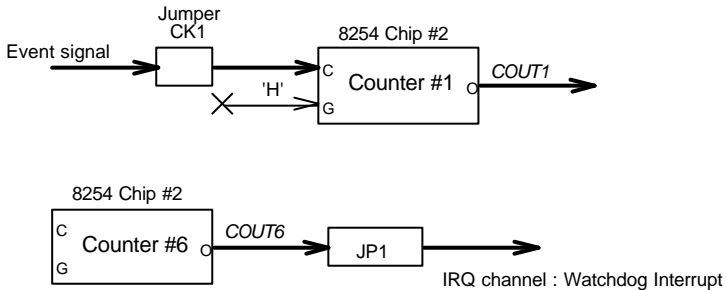 Jumper
CK1
8254 Chip #2
Event signal
C
Counter #1
O
COUT1
'H'
G
8254 Chip #2
C
Counter #6
O
COUT6
JP1
G
IRQ channel : Watchdog Interrupt